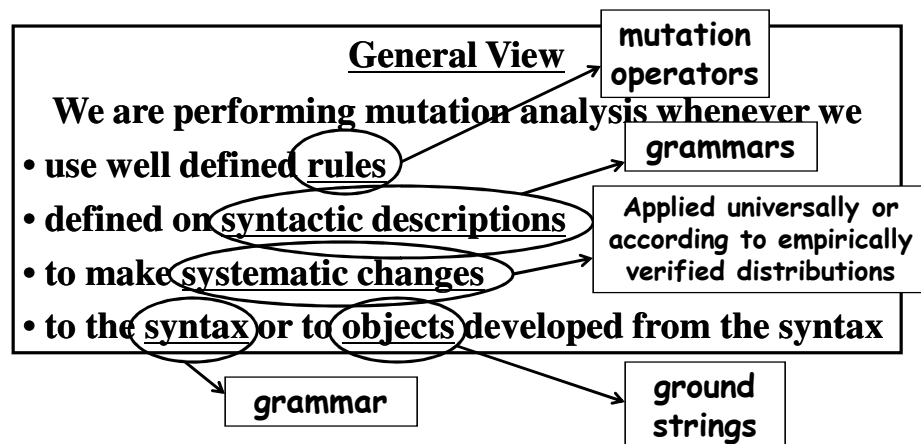 General View
mutation
operators
We are performing mutation analysis whenever we
• use well defined rules
grammars
• defined on syntactic descriptions
Applied universally or
according to empirically
verified distributions
• to make systematic changes
• to the syntax or to objects developed from the syntax
grammar
ground
strings